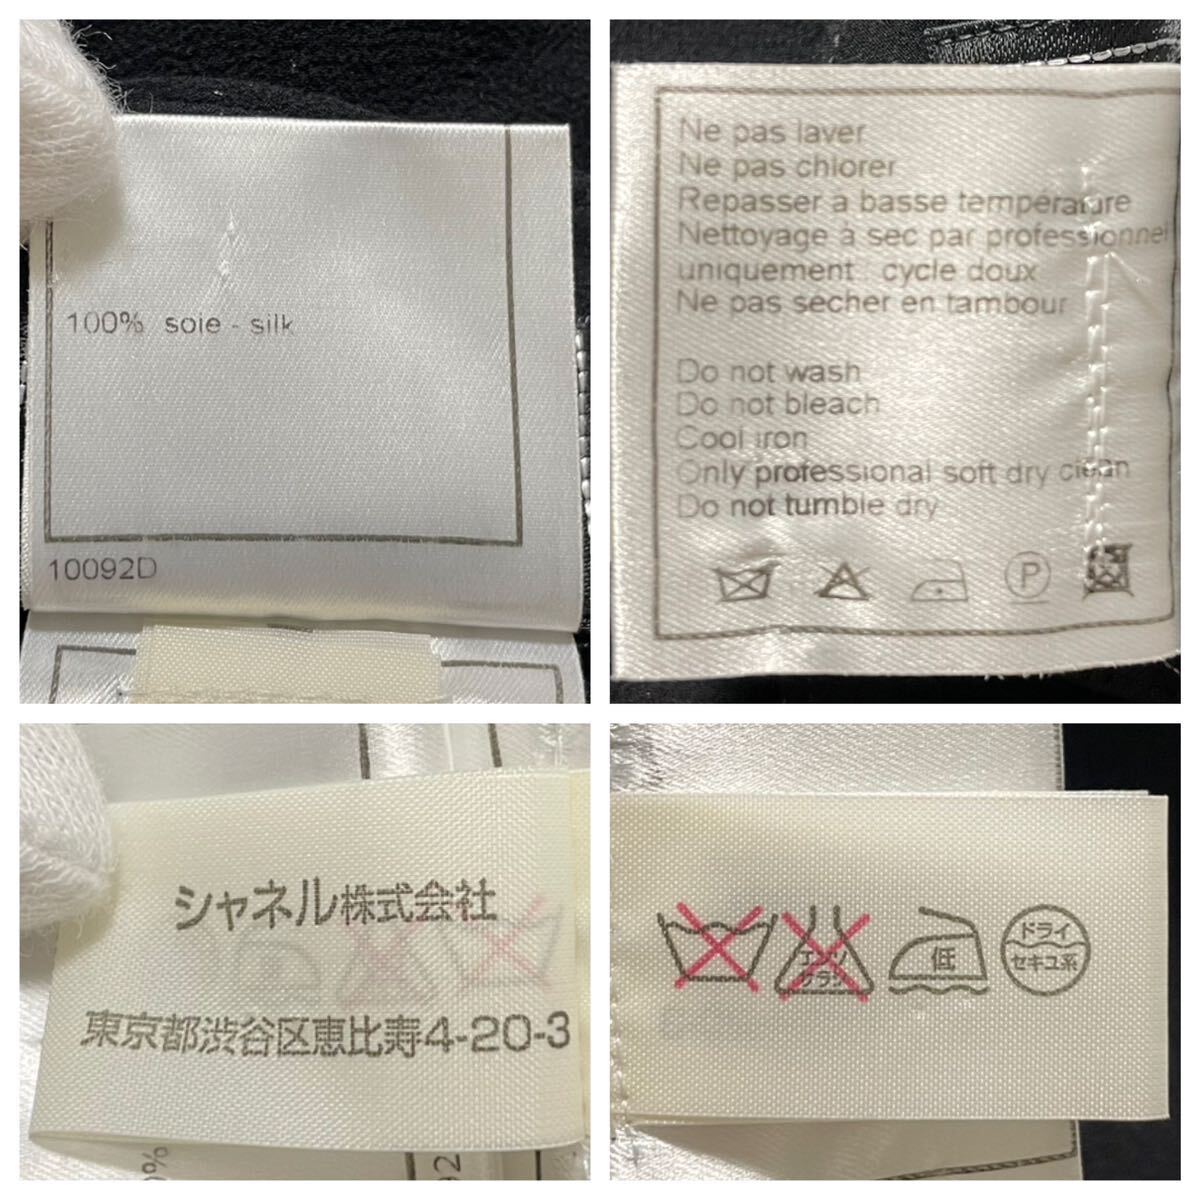 100% soie - silk
10092D
Ne pas laver
Ne pas chlorer
Repasser à basse température
Nettoyage à sec par professionnel
uniquement : cycle doux
Ne pas sécher en tambour
Do not wash
Do not bleach
Cool iron
Only professional soft dry clean
Do not tumble dry
P
シャネル株式会社
東京都渋谷区恵比寿4-20-3
エンソ
サラシ
低
ドライ
セキユ系
%
92